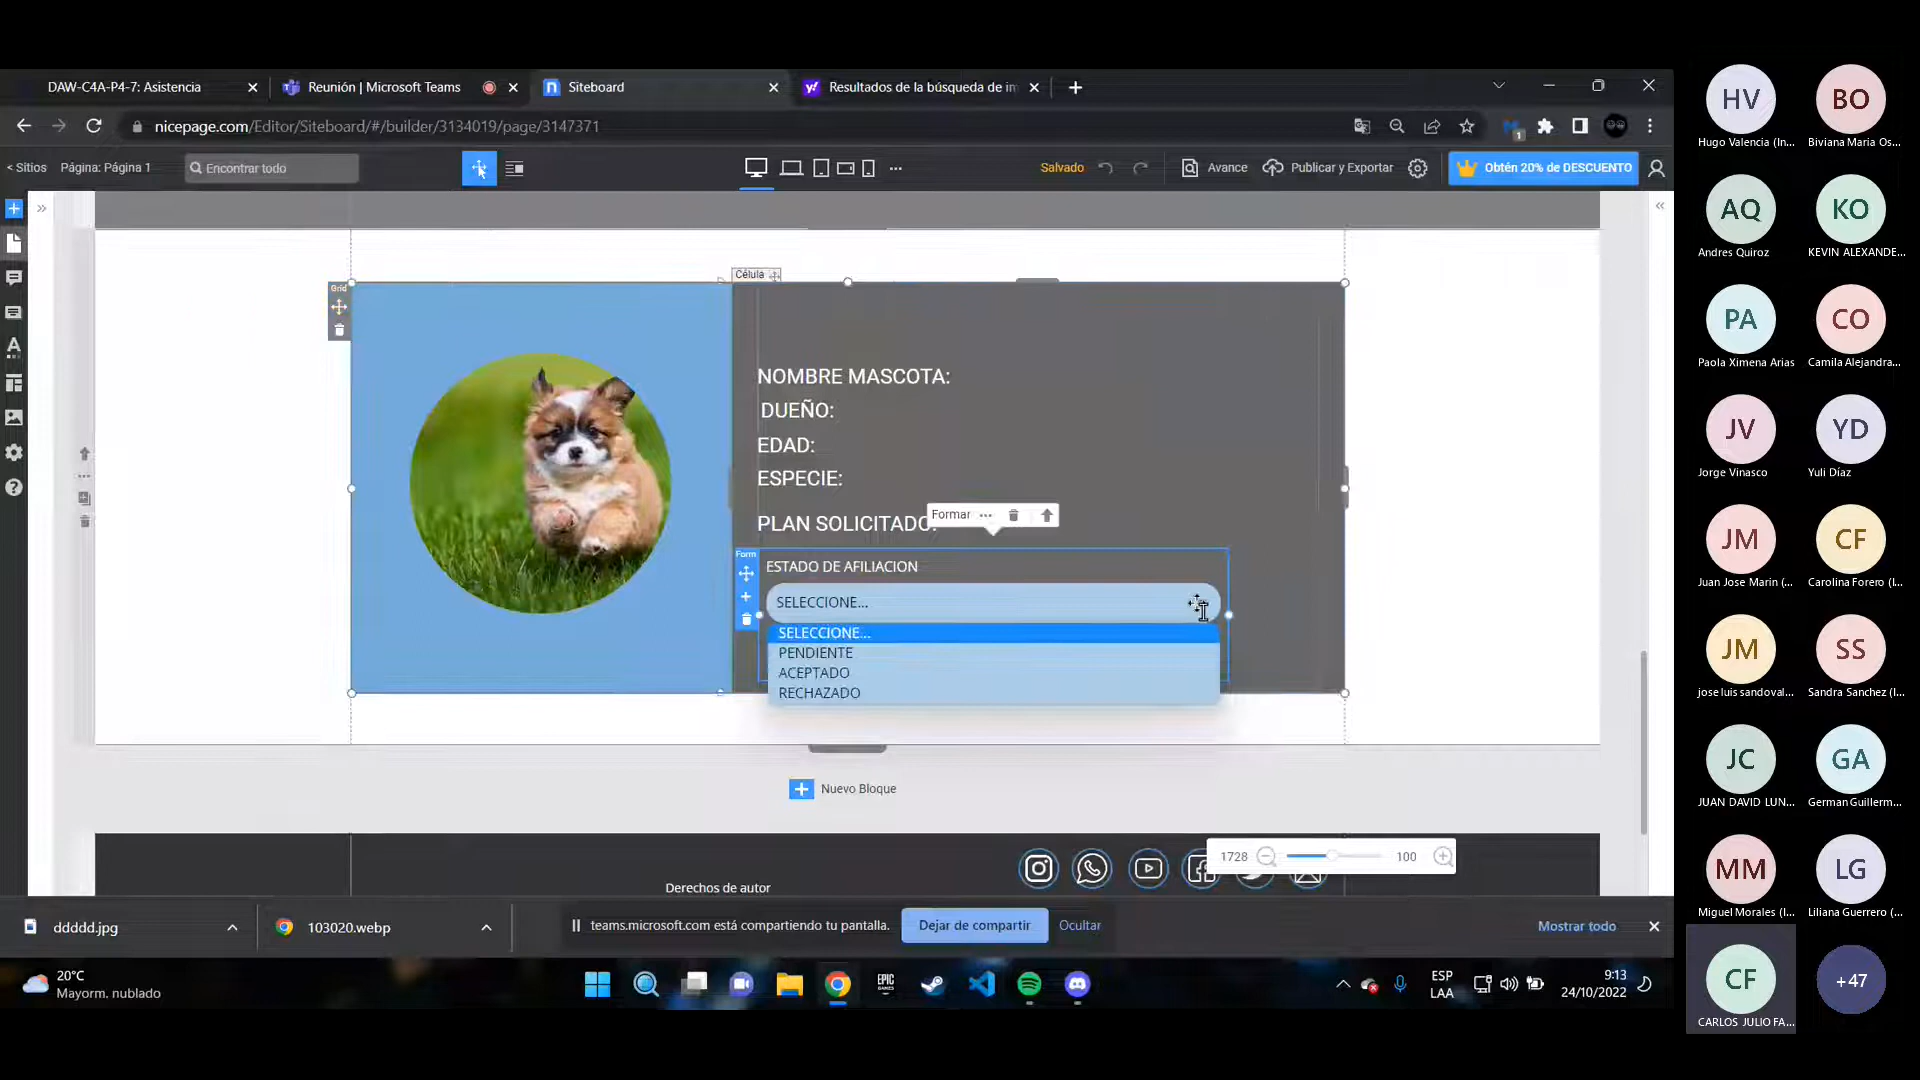 DAW-C4A-P4-7: Asistencia
Reunión | Microsoft Teams
Siteboard
Resultados de la búsqueda de im
nicepage.com/Editor/Siteboard/#/builder/3134019/page/3147371
1
< Sitios
Página: Página 1
Encontrar todo
Salvado
Avance
Publicar y Exportar
Obtén 20% de DESCUENTO
Célula
Grid
NOMBRE MASCOTA:
DUEÑO:
EDAD:
ESPECIE:
PLAN SOLICITADO:
Formar
Form
ESTADO DE AFILIACION
SELECCIONE...
SELECCIONE...
PENDIENTE
ACEPTADO
RECHAZADO
Nuevo Bloque
1728
100
Derechos de autor
ddddd.jpg
103020.webp
teams.microsoft.com está compartiendo tu pantalla.
Dejar de compartir
Ocultar
Mostrar todo
20°C
Mayorm. nublado
EPIC
ESP
LAA
9:13
24/10/2022
HV
Hugo Valencia (In...
BO
Biviana Maria Os...
AQ
Andres Quiroz
KO
KEVIN ALEXANDE...
PA
Paola Ximena Arias
CO
Camila Alejandra...
JV
Jorge Vinasco
YD
Yuli Díaz
JM
Juan Jose Marin (...
CF
Carolina Forero (I...
JM
jose luis sandoval...
SS
Sandra Sanchez (I...
JC
JUAN DAVID LUN...
GA
German Guillerm...
MM
Miguel Morales (I...
LG
Liliana Guerrero (...
CF
CARLOS JULIO FA...
+47